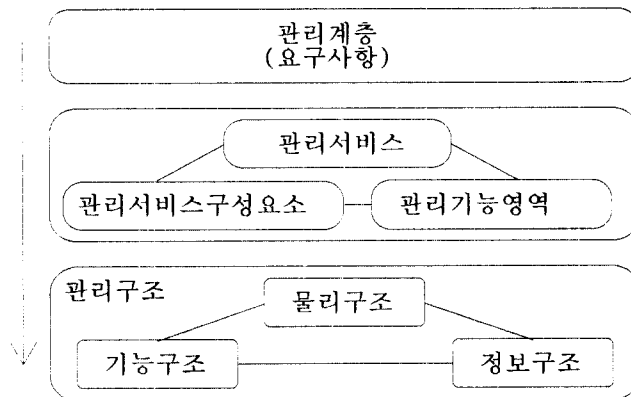 관리계층
(요구사항)
관리서비스
관리서비스구성요소
관리기능영역
관리구조
물리구조
기능구조
정보구조